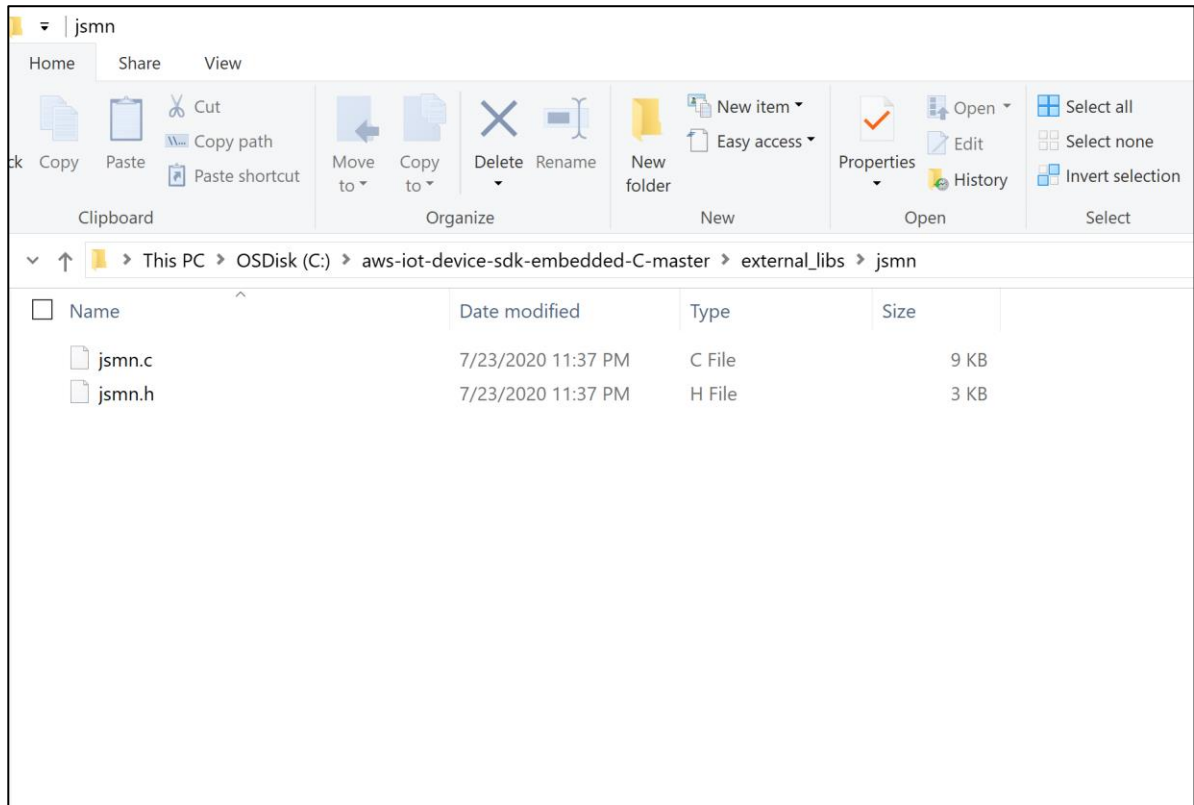 jsmn
Home Share View
Cut
New item
Open
Select all
Copy path
Easy access
Edit
Select none
ck Copy Paste
Paste shortcut
Move to
Copy to
Delete Rename
New folder
Properties
History
Invert selection
Clipboard Organize New Open Select
This PC > OSDisk (C:) > aws-iot-device-sdk-embedded-C-master > external_libs > jsmn
Name Date modified Type Size
jsmn.c 7/23/2020 11:37 PM C File 9 KB
jsmn.h 7/23/2020 11:37 PM H File 3 KB